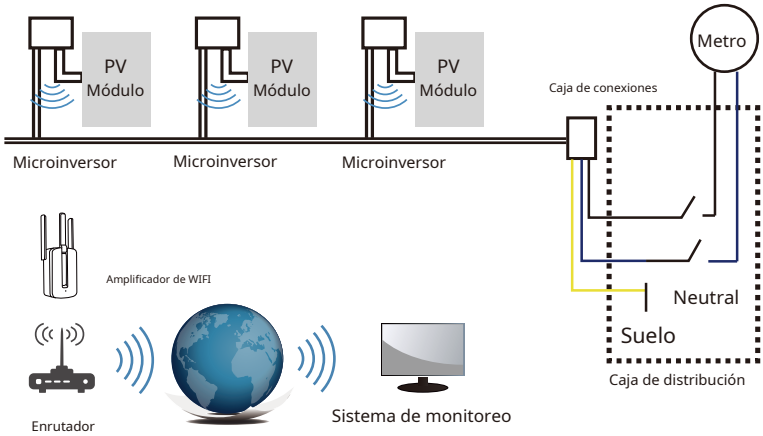 Metro
PV
Módulo
PV
Módulo
PV
Módulo
Caja de conexiones
Microinversor
Microinversor
Microinversor
Amplificador de WIFI
Neutral
Suelo
Caja de distribución
Enrutador
Sistema de monitoreo